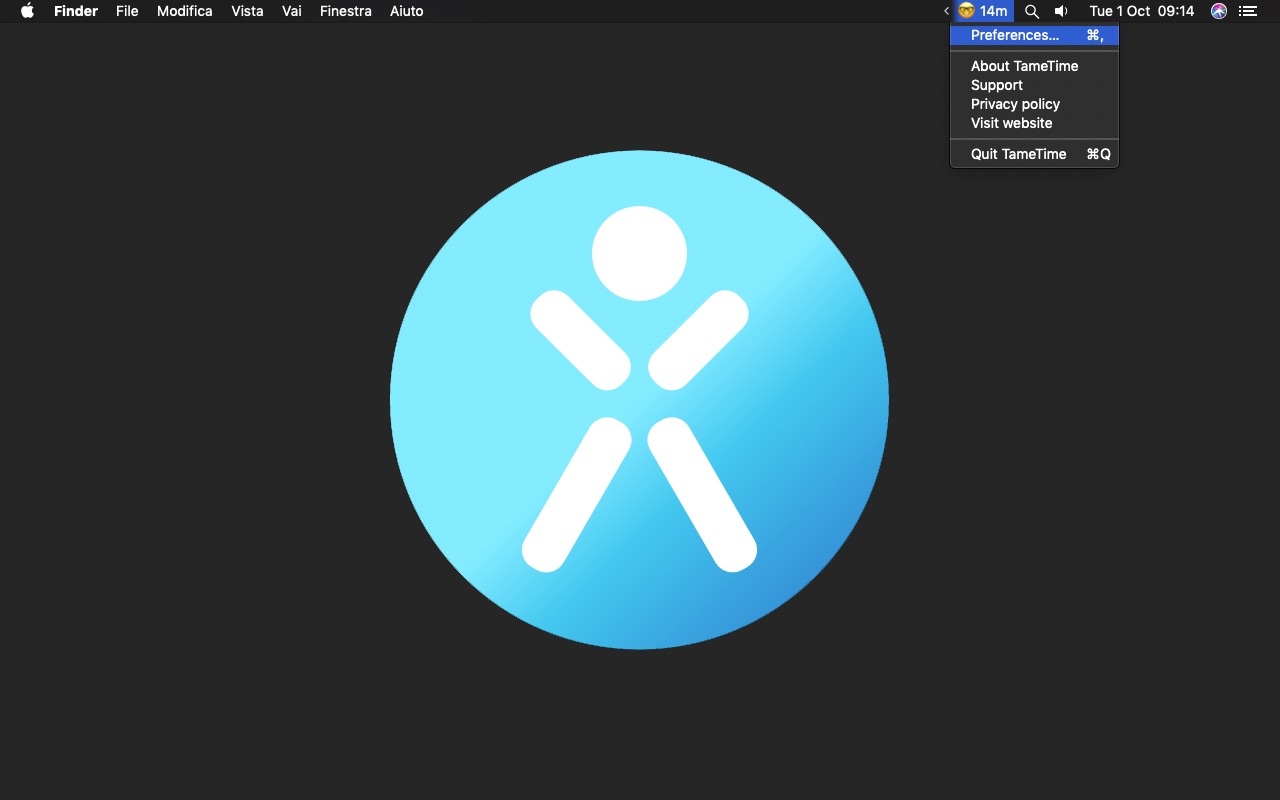 Finder File Modifica Vista Vai Finestra Aiuto 14m Tue 1 Oct 09:14
Preferences... ⌘,
About TameTime
Support
Privacy policy
Visit website
Quit TameTime ⌘Q